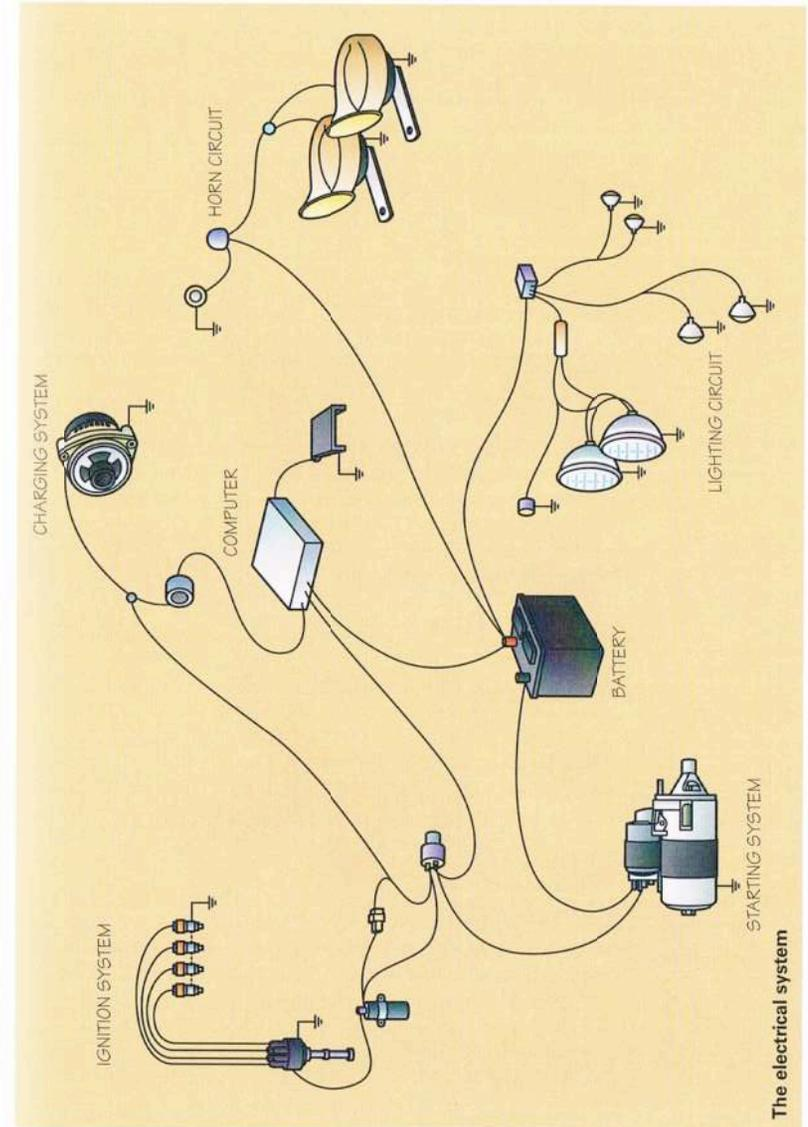 IGNITION SYSTEM
CHARGING SYSTEM
HORN CIRCUIT
COMPUTER
BATTERY
STARTING SYSTEM
LIGHTING CIRCUIT
The electrical system